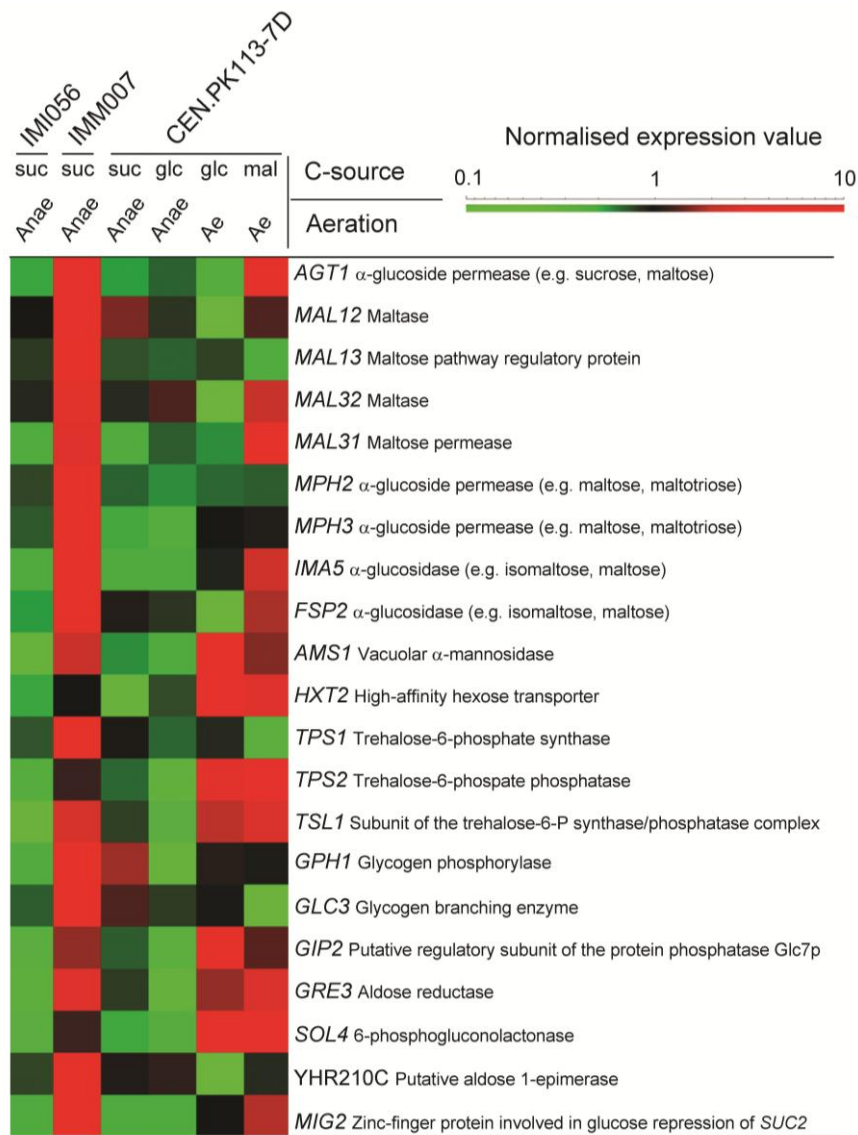 IMI056 IMM007 CEN.PK113-7D
Normalised expression value
suc suc suc glc glc mal C-source 0.1 1 10
Anae Anae Anae Anae Ae Ae Aeration
AGT1 α-glucoside permease (e.g. sucrose, maltose)
MAL12 Maltase
MAL13 Maltose pathway regulatory protein
MAL32 Maltase
MAL31 Maltose permease
MPH2 α-glucoside permease (e.g. maltose, maltotriose)
MPH3 α-glucoside permease (e.g. maltose, maltotriose)
IMA5 α-glucosidase (e.g. isomaltose, maltose)
FSP2 α-glucosidase (e.g. isomaltose, maltose)
AMS1 Vacuolar α-mannosidase
HXT2 High-affinity hexose transporter
TPS1 Trehalose-6-phosphate synthase
TPS2 Trehalose-6-phospate phosphatase
TSL1 Subunit of the trehalose-6-P synthase/phosphatase complex
GPH1 Glycogen phosphorylase
GLC3 Glycogen branching enzyme
GIP2 Putative regulatory subunit of the protein phosphatase Glc7p
GRE3 Aldose reductase
SOL4 6-phosphogluconolactonase
YHR210C Putative aldose 1-epimerase
MIG2 Zinc-finger protein involved in glucose repression of SUC2